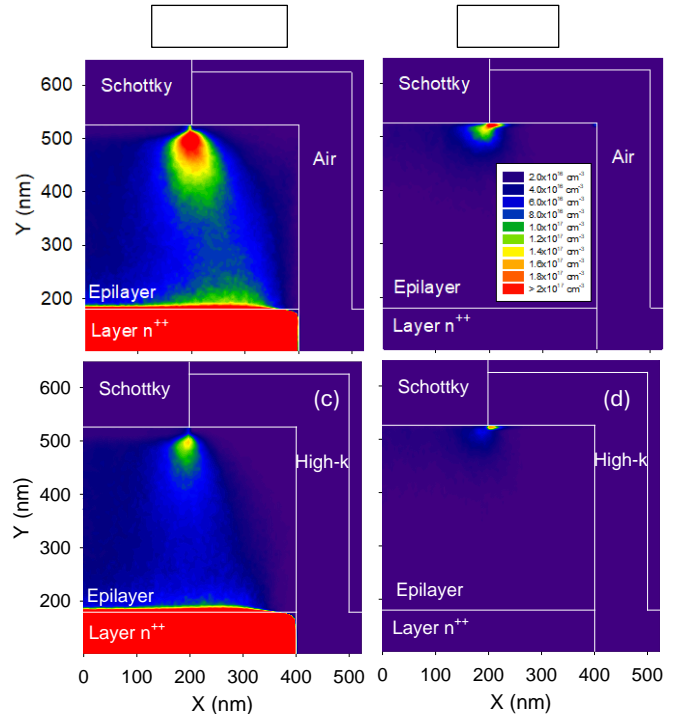 600
500
400
300
200
Y (nm)
Schottky
Air
Epilayer
Layer n⁺⁺
Schottky
Air
2.0x10¹⁶ cm⁻³
4.0x10¹⁶ cm⁻³
6.0x10¹⁶ cm⁻³
8.0x10¹⁶ cm⁻³
1.0x10¹⁷ cm⁻³
1.2x10¹⁷ cm⁻³
1.4x10¹⁷ cm⁻³
1.6x10¹⁷ cm⁻³
1.8x10¹⁷ cm⁻³
> 2x10¹⁷ cm⁻³
Epilayer
Layer n⁺⁺
600
500
400
300
200
Y (nm)
Schottky
(c)
High-k
Epilayer
Layer n⁺⁺
0 100 200 300 400 500
X (nm)
Schottky
(d)
High-k
Epilayer
Layer n⁺⁺
0 100 200 300 400 500
X (nm)